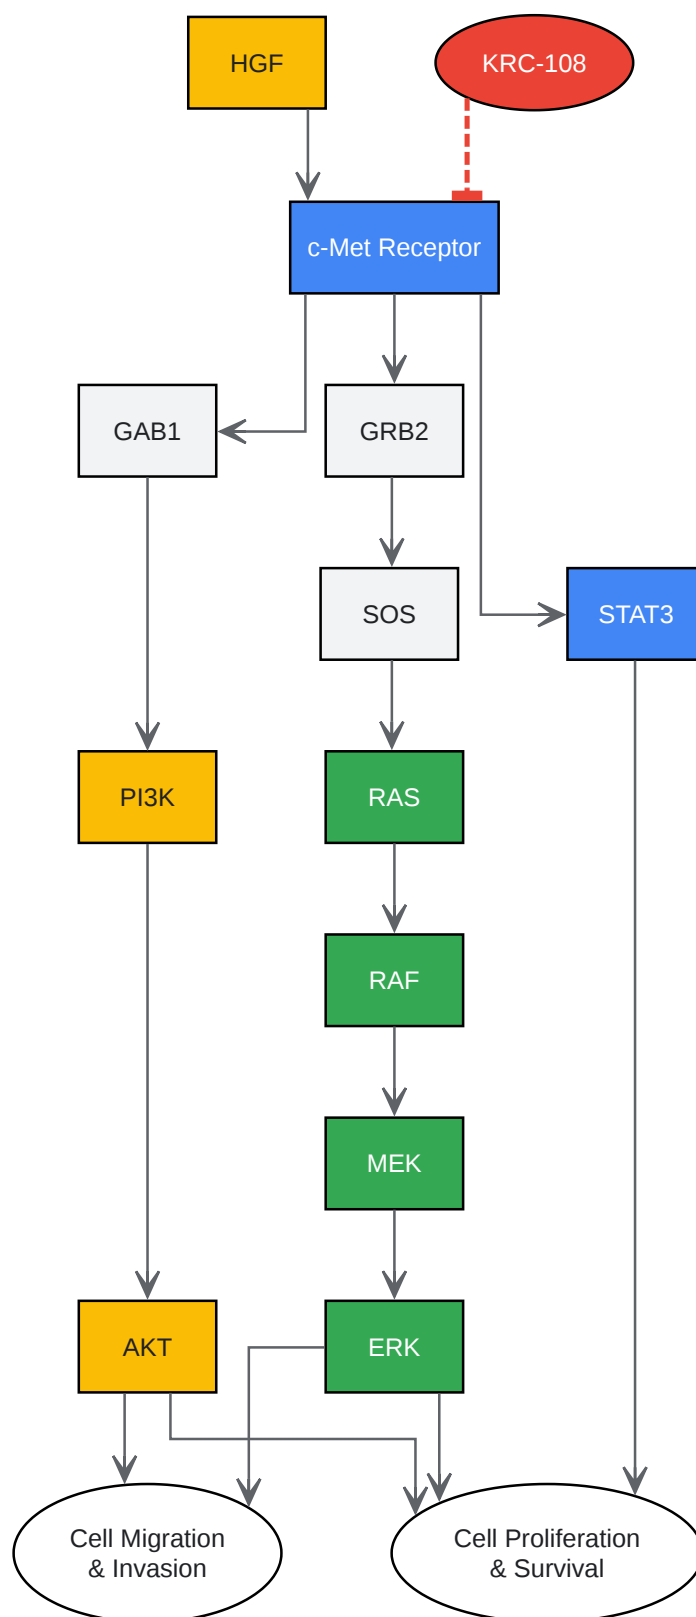 HGF
KRC-108
c-Met Receptor
GAB1
GRB2
SOS
STAT3
PI3K
RAS
RAF
MEK
AKT
ERK
Cell Migration
& Invasion
Cell Proliferation
& Survival